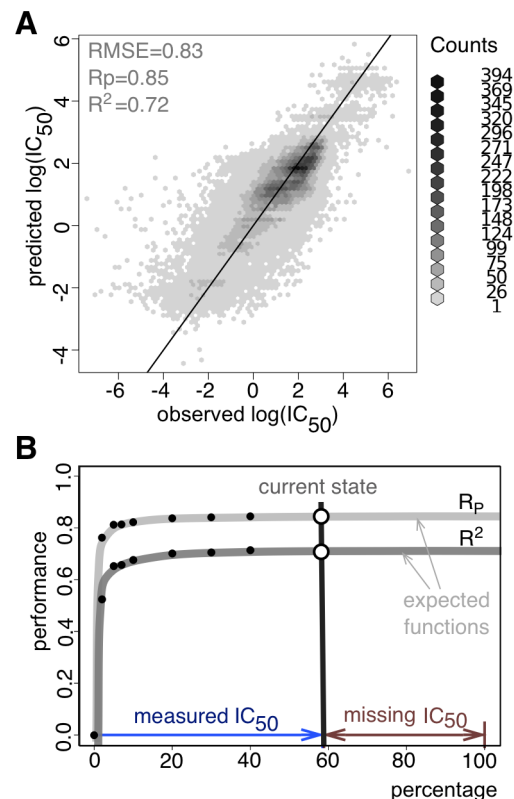 A
RMSE=0.83
Rp=0.85
R²=0.72
Counts
394
369
345
320
296
271
247
222
198
173
148
124
99
75
50
26
1
predicted log(IC50)
6
4
2
0
-2
-4
-6 -4 -2 0 2 4 6
observed log(IC50)
B
current state
RP
R²
expected
functions
measured IC50
missing IC50
performance
1.0
0.8
0.6
0.4
0.2
0.0
0 20 40 60 80 100
percentage